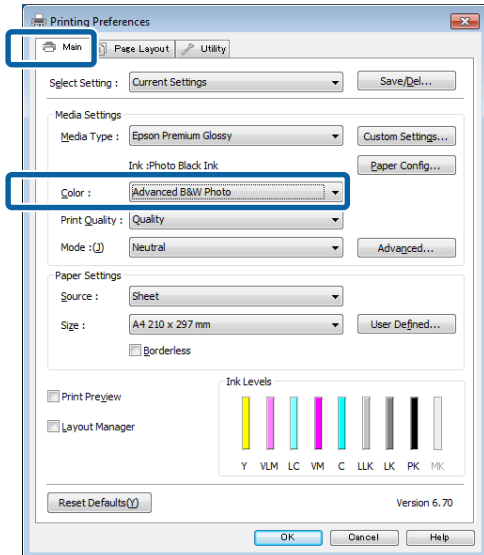 Printing Preferences
Main Page Layout Utility
Select Setting : Current Settings Save/Del...
Media Settings
Media Type : Epson Premium Glossy Custom Settings...
Ink :Photo Black Ink Paper Config...
Color : Advanced B&W Photo
Print Quality : Quality
Mode :(J) Neutral Advanced...
Paper Settings
Source : Sheet
Size : A4 210 x 297 mm User Defined...
Borderless
Ink Levels
Print Preview
Layout Manager
Y VLM LC VM C LLK LK PK MK
Reset Defaults(Y) Version 6.70
OK Cancel Help